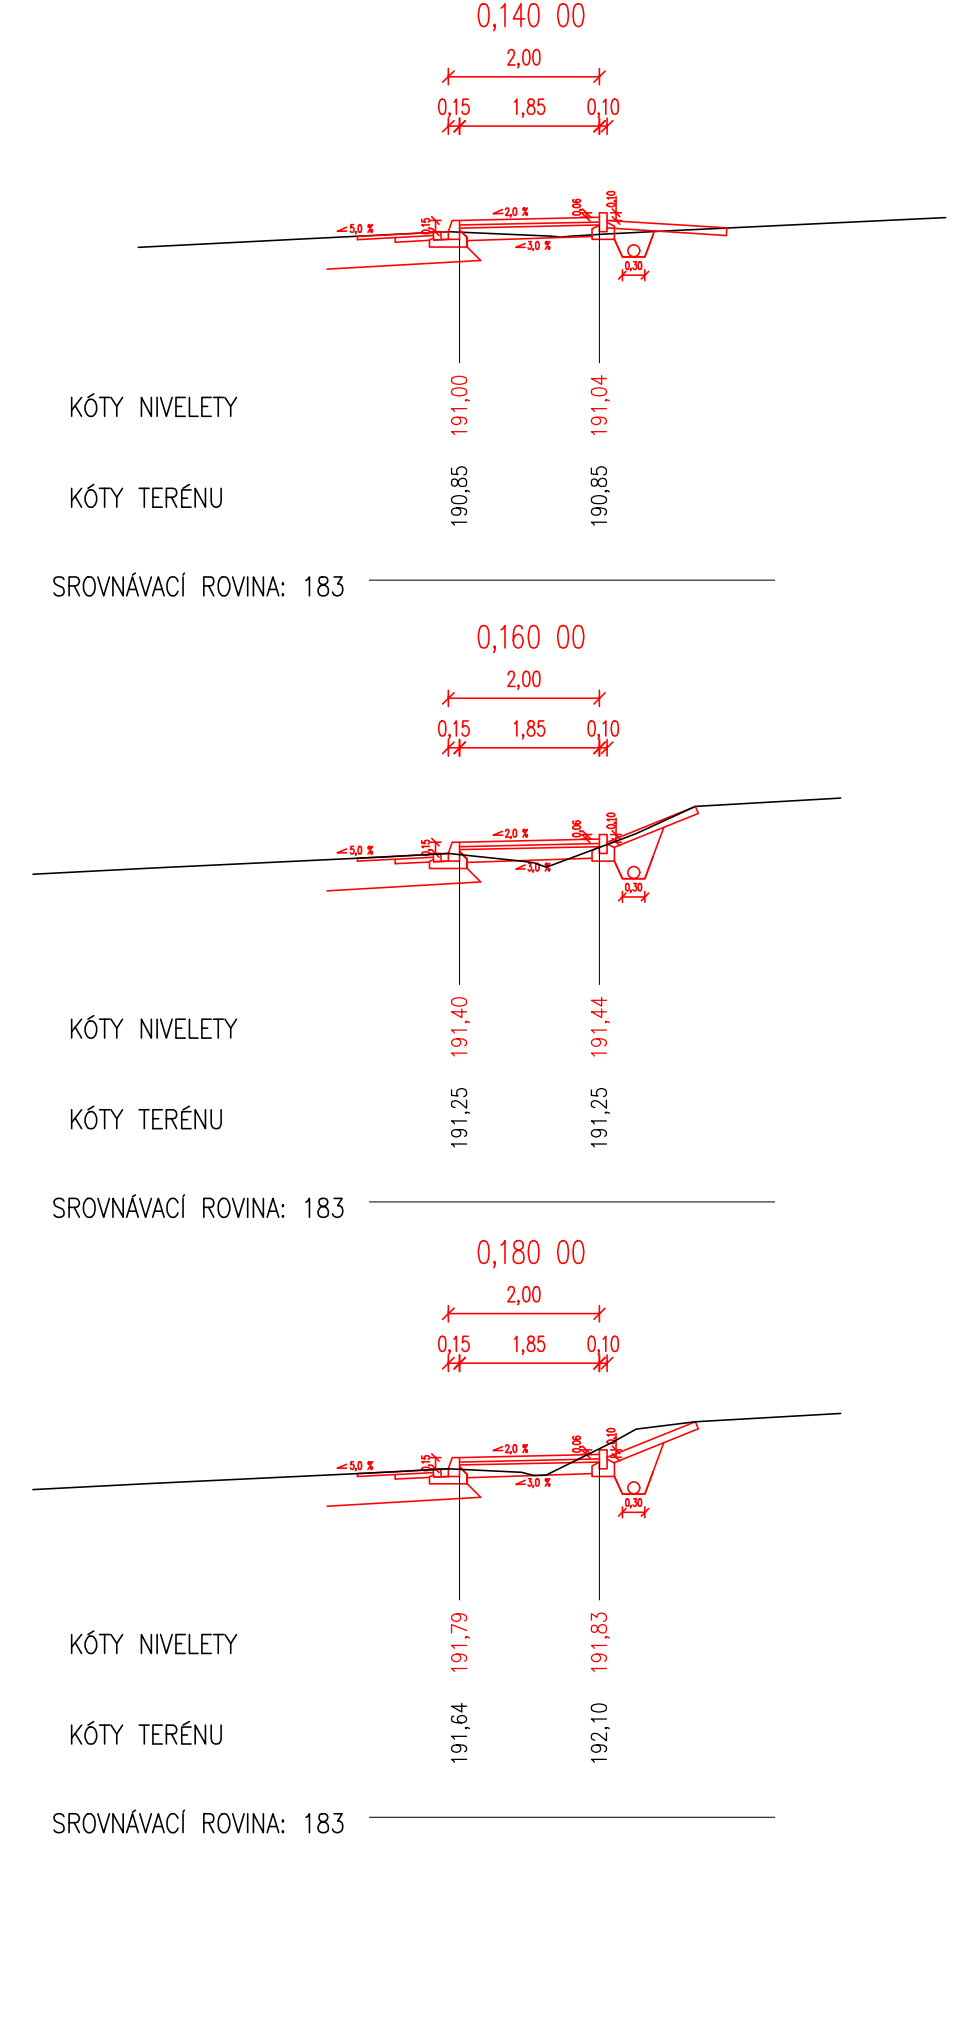 0,140 00
2,00
0,15 1,85 0,10
0,10
0,06
2,0 %
0,15
5,0 %
3,0 %
0,30
191,00 191,04
KÓTY NIVELETY
190,85 190,85
KÓTY TERÉNU
SROVNÁVACÍ ROVINA: 183
0,160 00
2,00
0,15 1,85 0,10
0,10
0,06
2,0 %
0,15
5,0 %
3,0 %
0,30
191,40 191,44
KÓTY NIVELETY
191,25 191,25
KÓTY TERÉNU
SROVNÁVACÍ ROVINA: 183
0,180 00
2,00
0,15 1,85 0,10
0,10
0,06
2,0 %
0,15
5,0 %
3,0 %
0,30
191,79 191,83
KÓTY NIVELETY
191,64 192,10
KÓTY TERÉNU
SROVNÁVACÍ ROVINA: 183